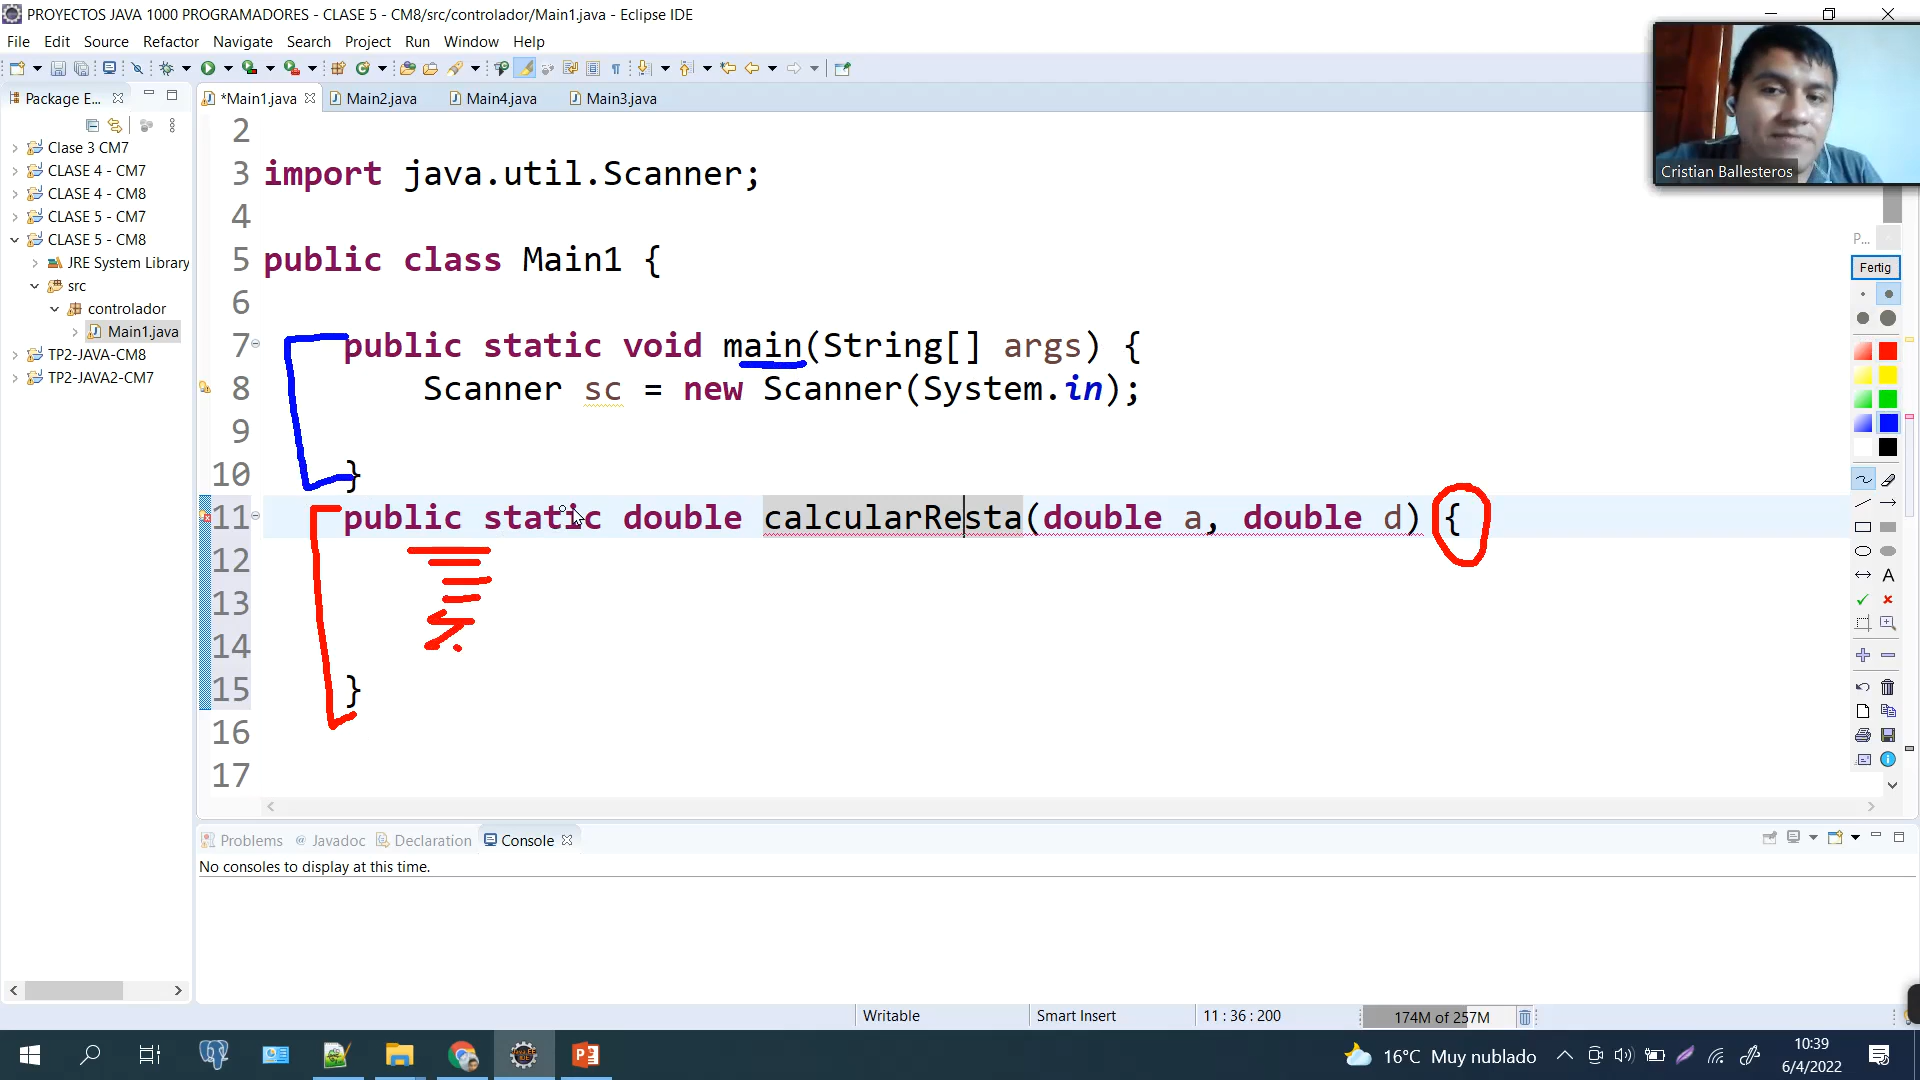 PROYECTOS JAVA 1000 PROGRAMADORES - CLASE 5 - CM8/src/controlador/Main1.java - Eclipse IDE
File Edit Source Refactor Navigate Search Project Run Window Help
Package E...
*Main1.java Main2.java Main4.java Main3.java
Clase 3 CM7
CLASE 4 - CM7
CLASE 4 - CM8
CLASE 5 - CM7
CLASE 5 - CM8
JRE System Library
src
controlador
Main1.java
TP2-JAVA-CM8
TP2-JAVA2-CM7
2
3 import java.util.Scanner;
4
5 public class Main1 {
6
7 public static void main(String[] args) {
8 Scanner sc = new Scanner(System.in);
9
10 }
11 public static double calcularResta(double a, double d) {
12
13
14
15 }
16
17
Cristian Ballesteros
P...
Fertig
A
Problems Javadoc Declaration Console
No consoles to display at this time.
Writable Smart Insert 11 : 36 : 200 174M of 257M
16°C Muy nublado
10:39
6/4/2022